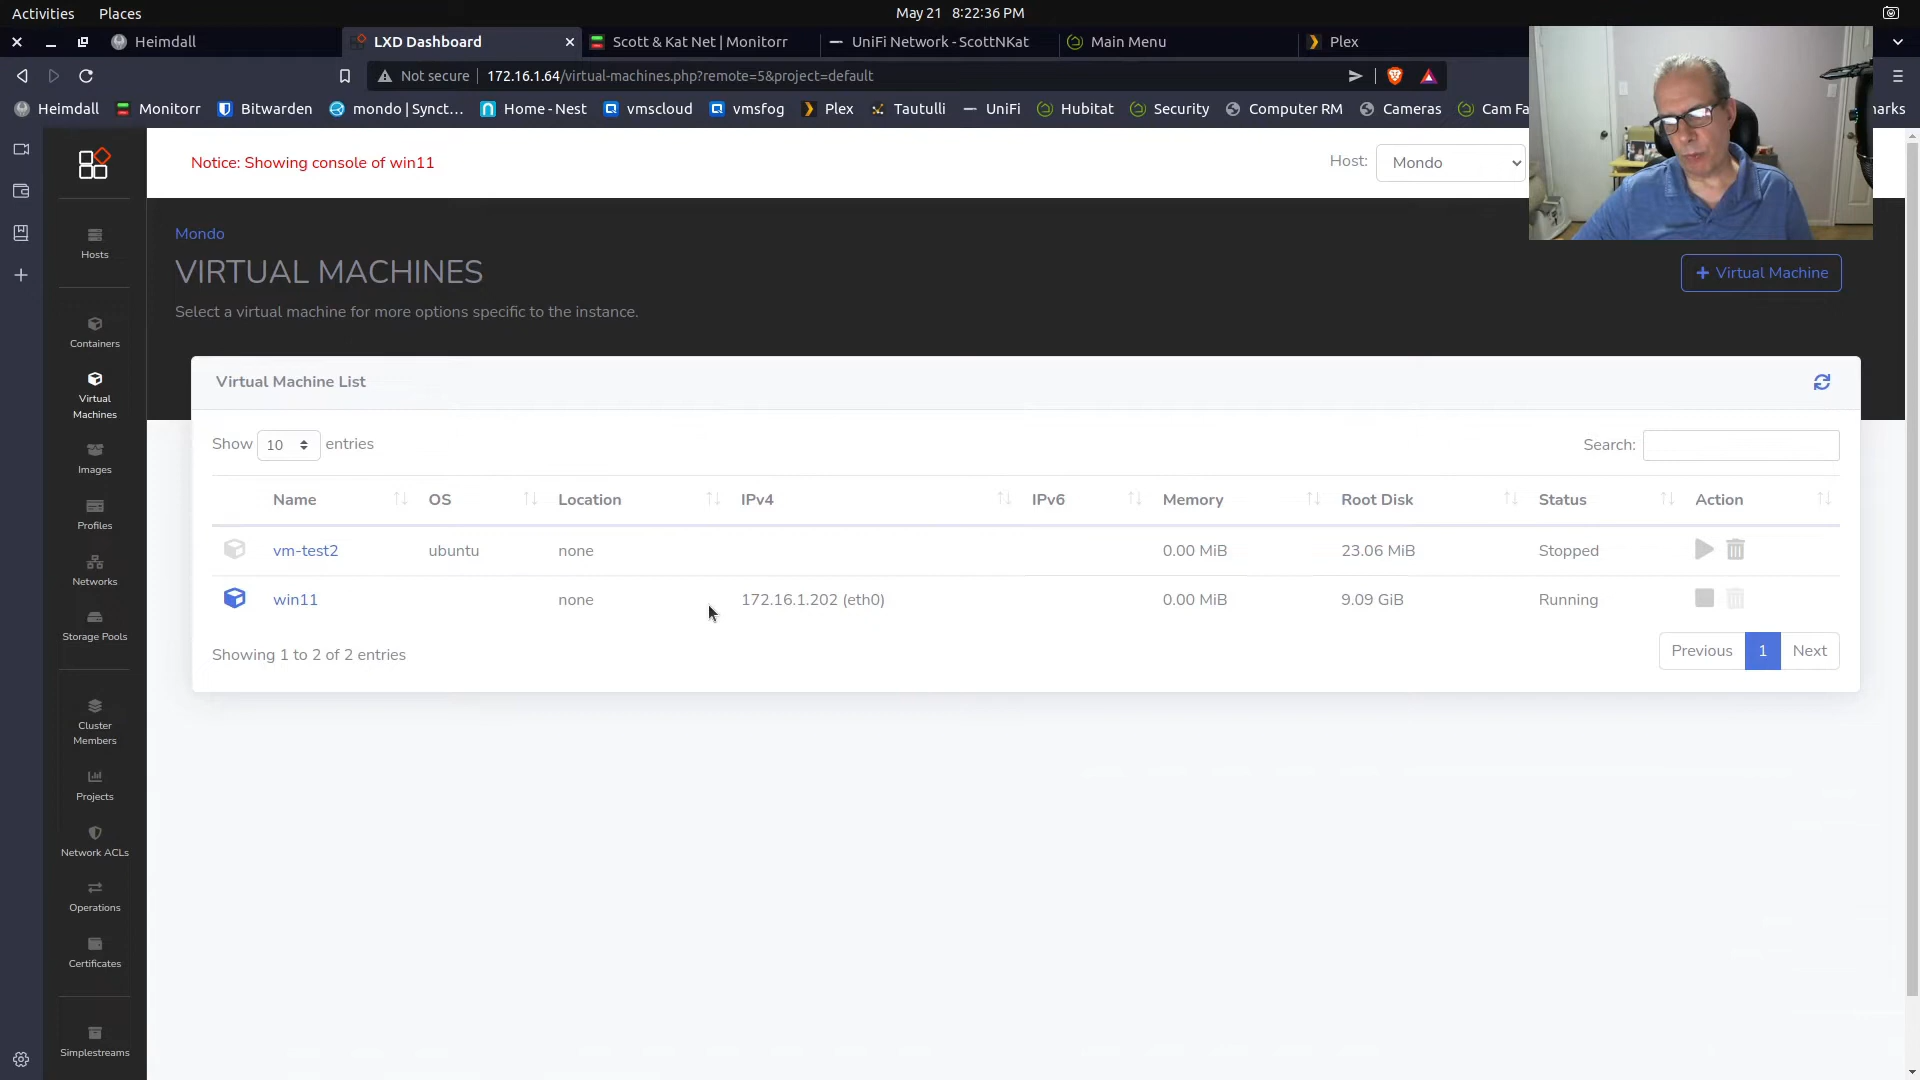 Activities Places May 21 8:22:36 PM
Heimdall LXD Dashboard Scott & Kat Net | Monitorr UniFi Network - ScottNKat Main Menu Plex
Not secure 172.16.1.64/virtual-machines.php?remote=5&project=default
Heimdall Monitorr Bitwarden mondo | Synct... Home - Nest vmscloud vmsfog Plex Tautulli UniFi Hubitat Security Computer RM Cameras Cam Fa
Notice: Showing console of win11
Host: Mondo
Mondo
VIRTUAL MACHINES
Select a virtual machine for more options specific to the instance.
+ Virtual Machine
Hosts
Containers
Virtual
Machines
Images
Profiles
Networks
Storage Pools
Cluster
Members
Projects
Network ACLs
Operations
Certificates
Simplestreams
Virtual Machine List
Show 10 entries
Search:
Name OS Location IPv4 IPv6 Memory Root Disk Status Action
vm-test2 ubuntu none 0.00 MiB 23.06 MiB Stopped
win11 none 172.16.1.202 (eth0) 0.00 MiB 9.09 GiB Running
Showing 1 to 2 of 2 entries
Previous 1 Next